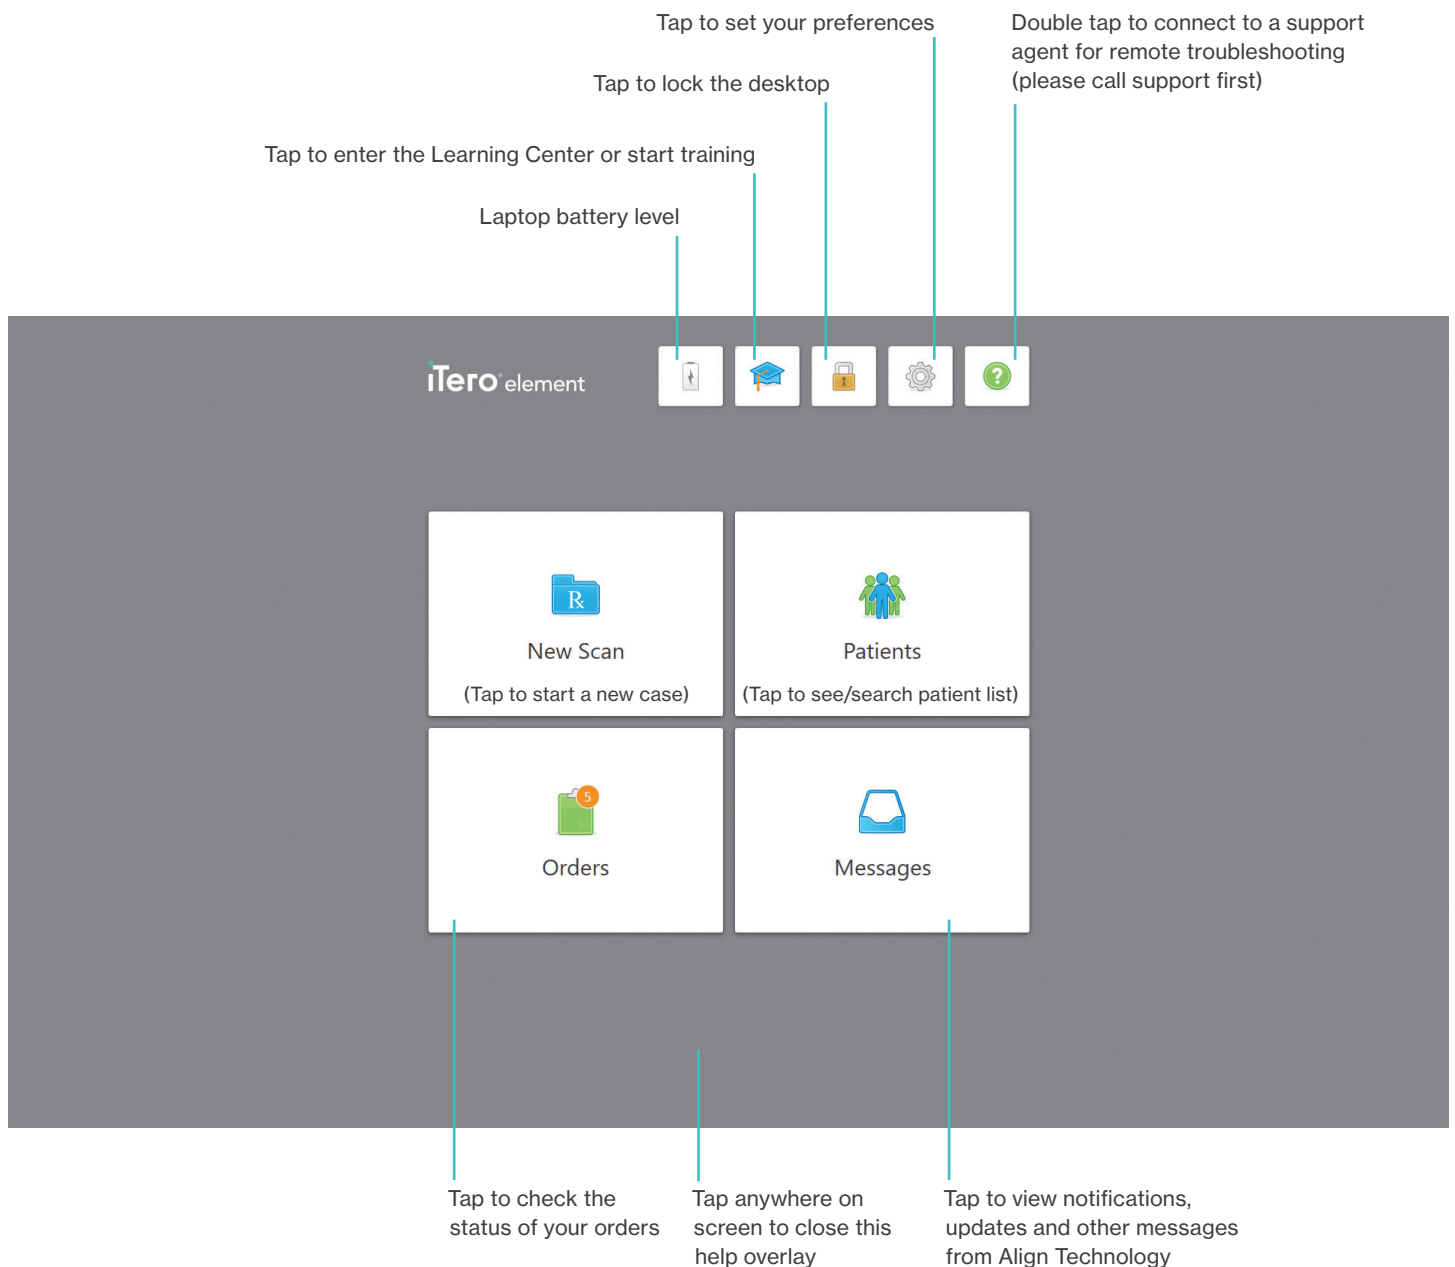 Tap to set your preferences
Double tap to connect to a support
agent for remote troubleshooting
(please call support first)
Tap to lock the desktop
Tap to enter the Learning Center or start training
Laptop battery level
iTero® element
?
Rx
New Scan
(Tap to start a new case)
Patients
(Tap to see/search patient list)
5
Orders
Messages
Tap to check the
status of your orders
Tap anywhere on
screen to close this
help overlay
Tap to view notifications,
updates and other messages
from Align Technology